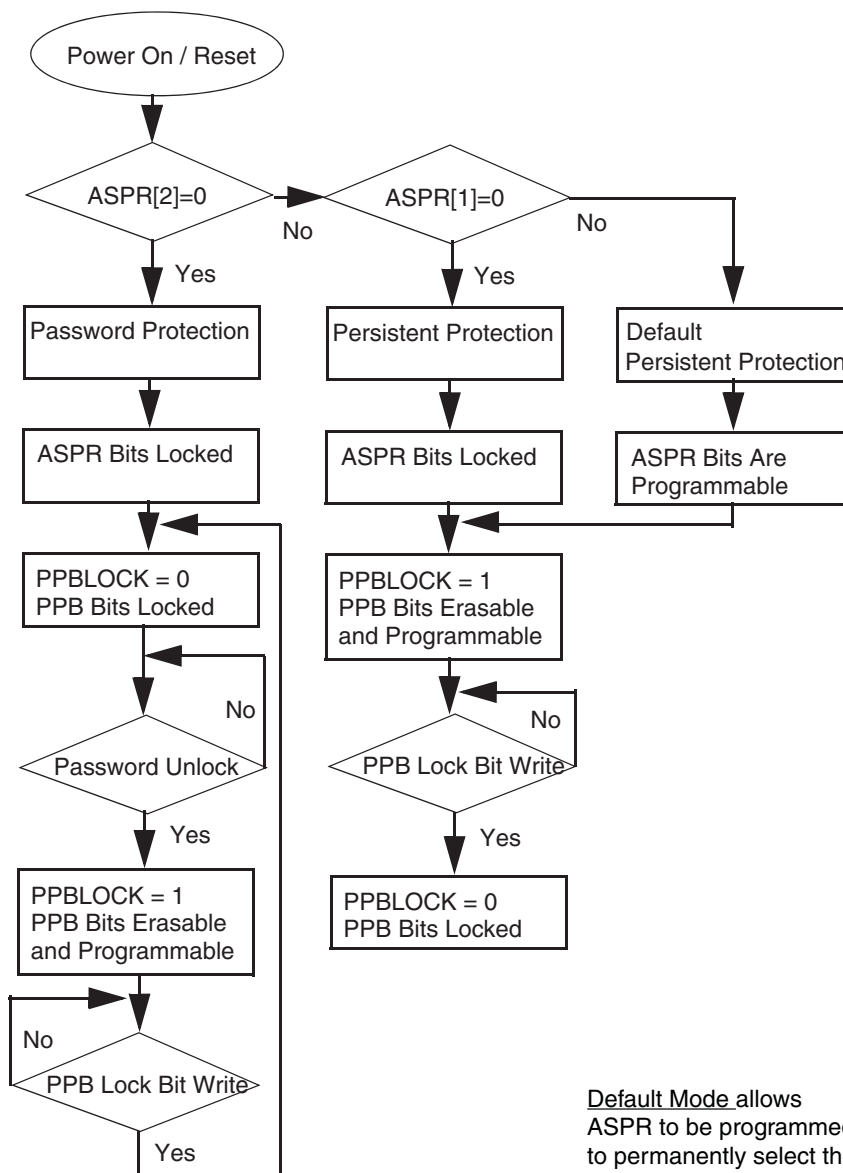 Power On / Reset
ASPR[2]=0
No
ASPR[1]=0
No
Yes
Yes
Password Protection
Persistent Protection
Default
Persistent Protection
ASPR Bits Locked
ASPR Bits Locked
ASPR Bits Are
Programmable
PPBLOCK = 0
PPB Bits Locked
PPBLOCK = 1
PPB Bits Erasable
and Programmable
No
No
Password Unlock
PPB Lock Bit Write
Yes
Yes
PPBLOCK = 1
PPB Bits Erasable
and Programmable
PPBLOCK = 0
PPB Bits Locked
No
PPB Lock Bit Write
Yes
Default Mode allows
ASPR to be programmed
to permanently select